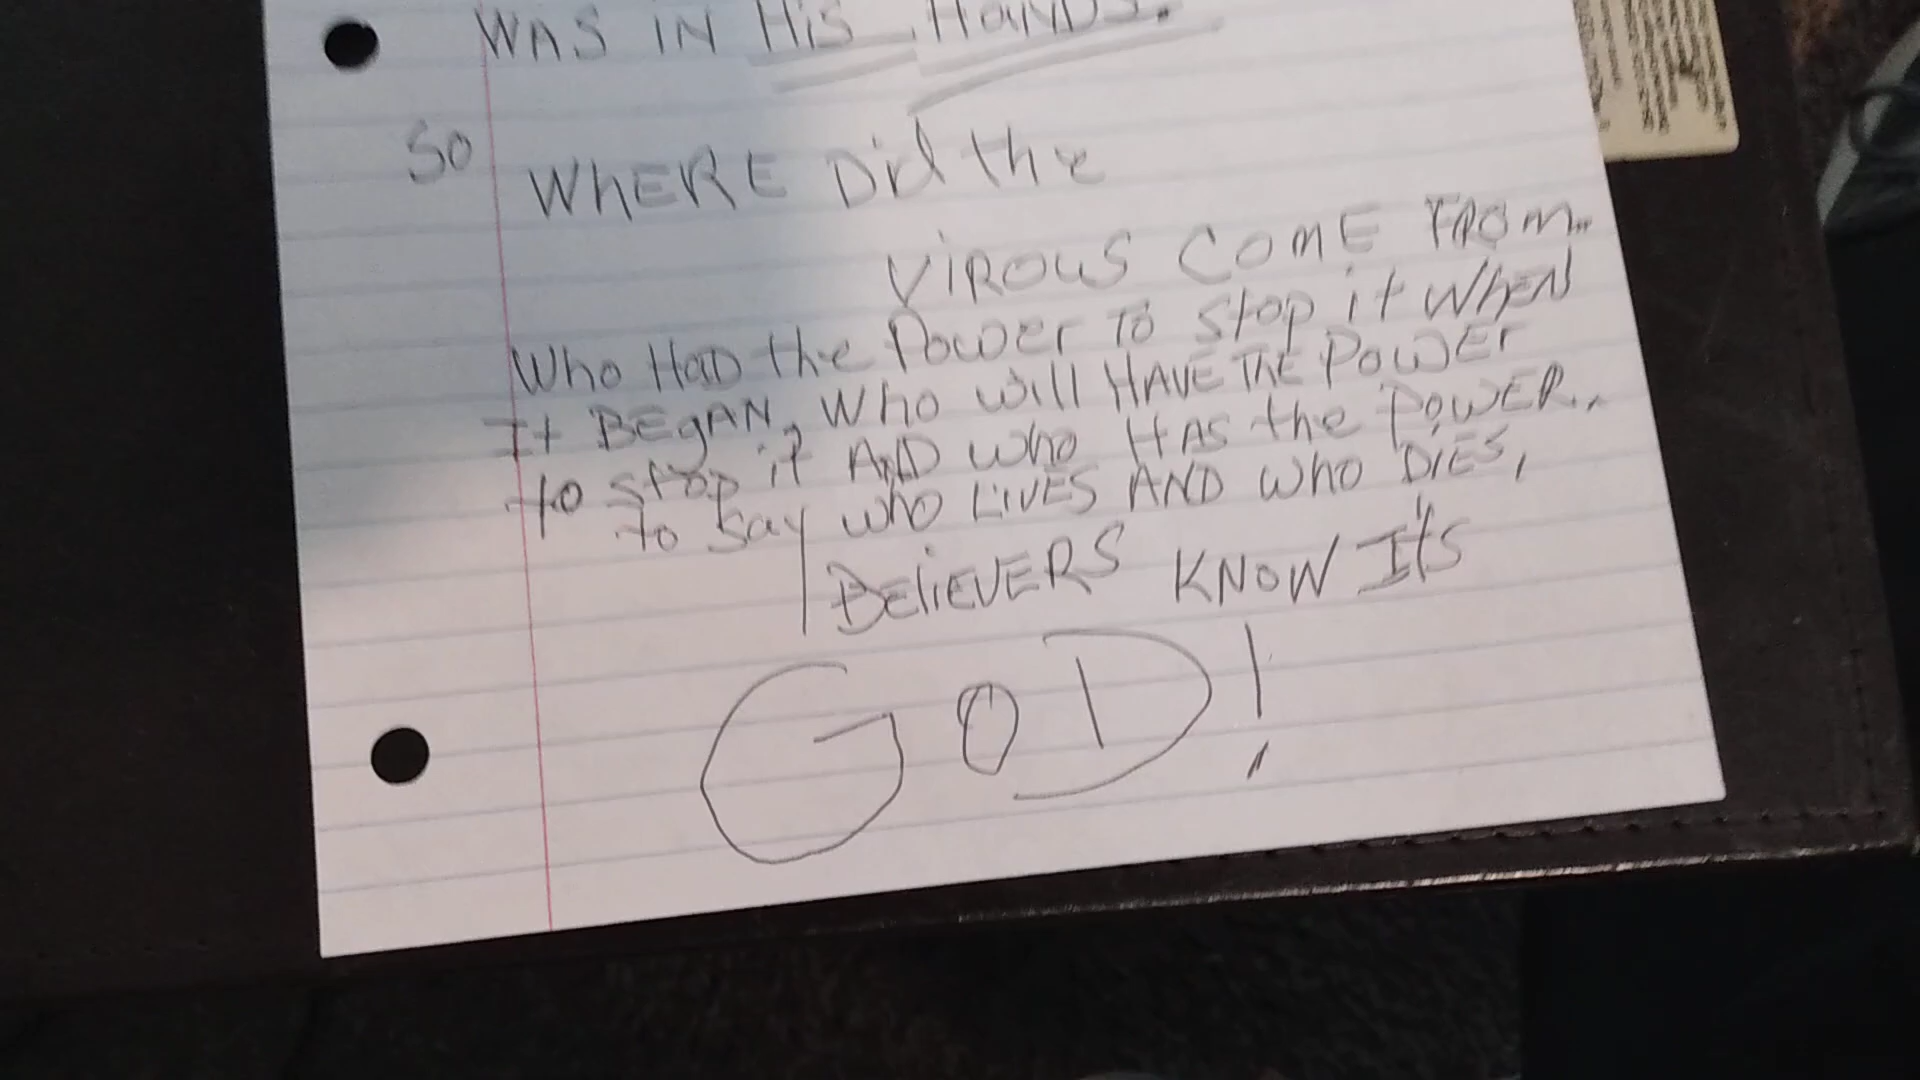 WAS IN His HaNDS.
So WhERE Did the
VIROUS COME FROM..
Who HaD the Power To stop it WhEN
It BEgAN, Who will HAVE THE PowEr
to stop it AND who HAS the PowER,
to say who LiVES AND who DIES,
BELiEVERS KNOW It's
GOD!